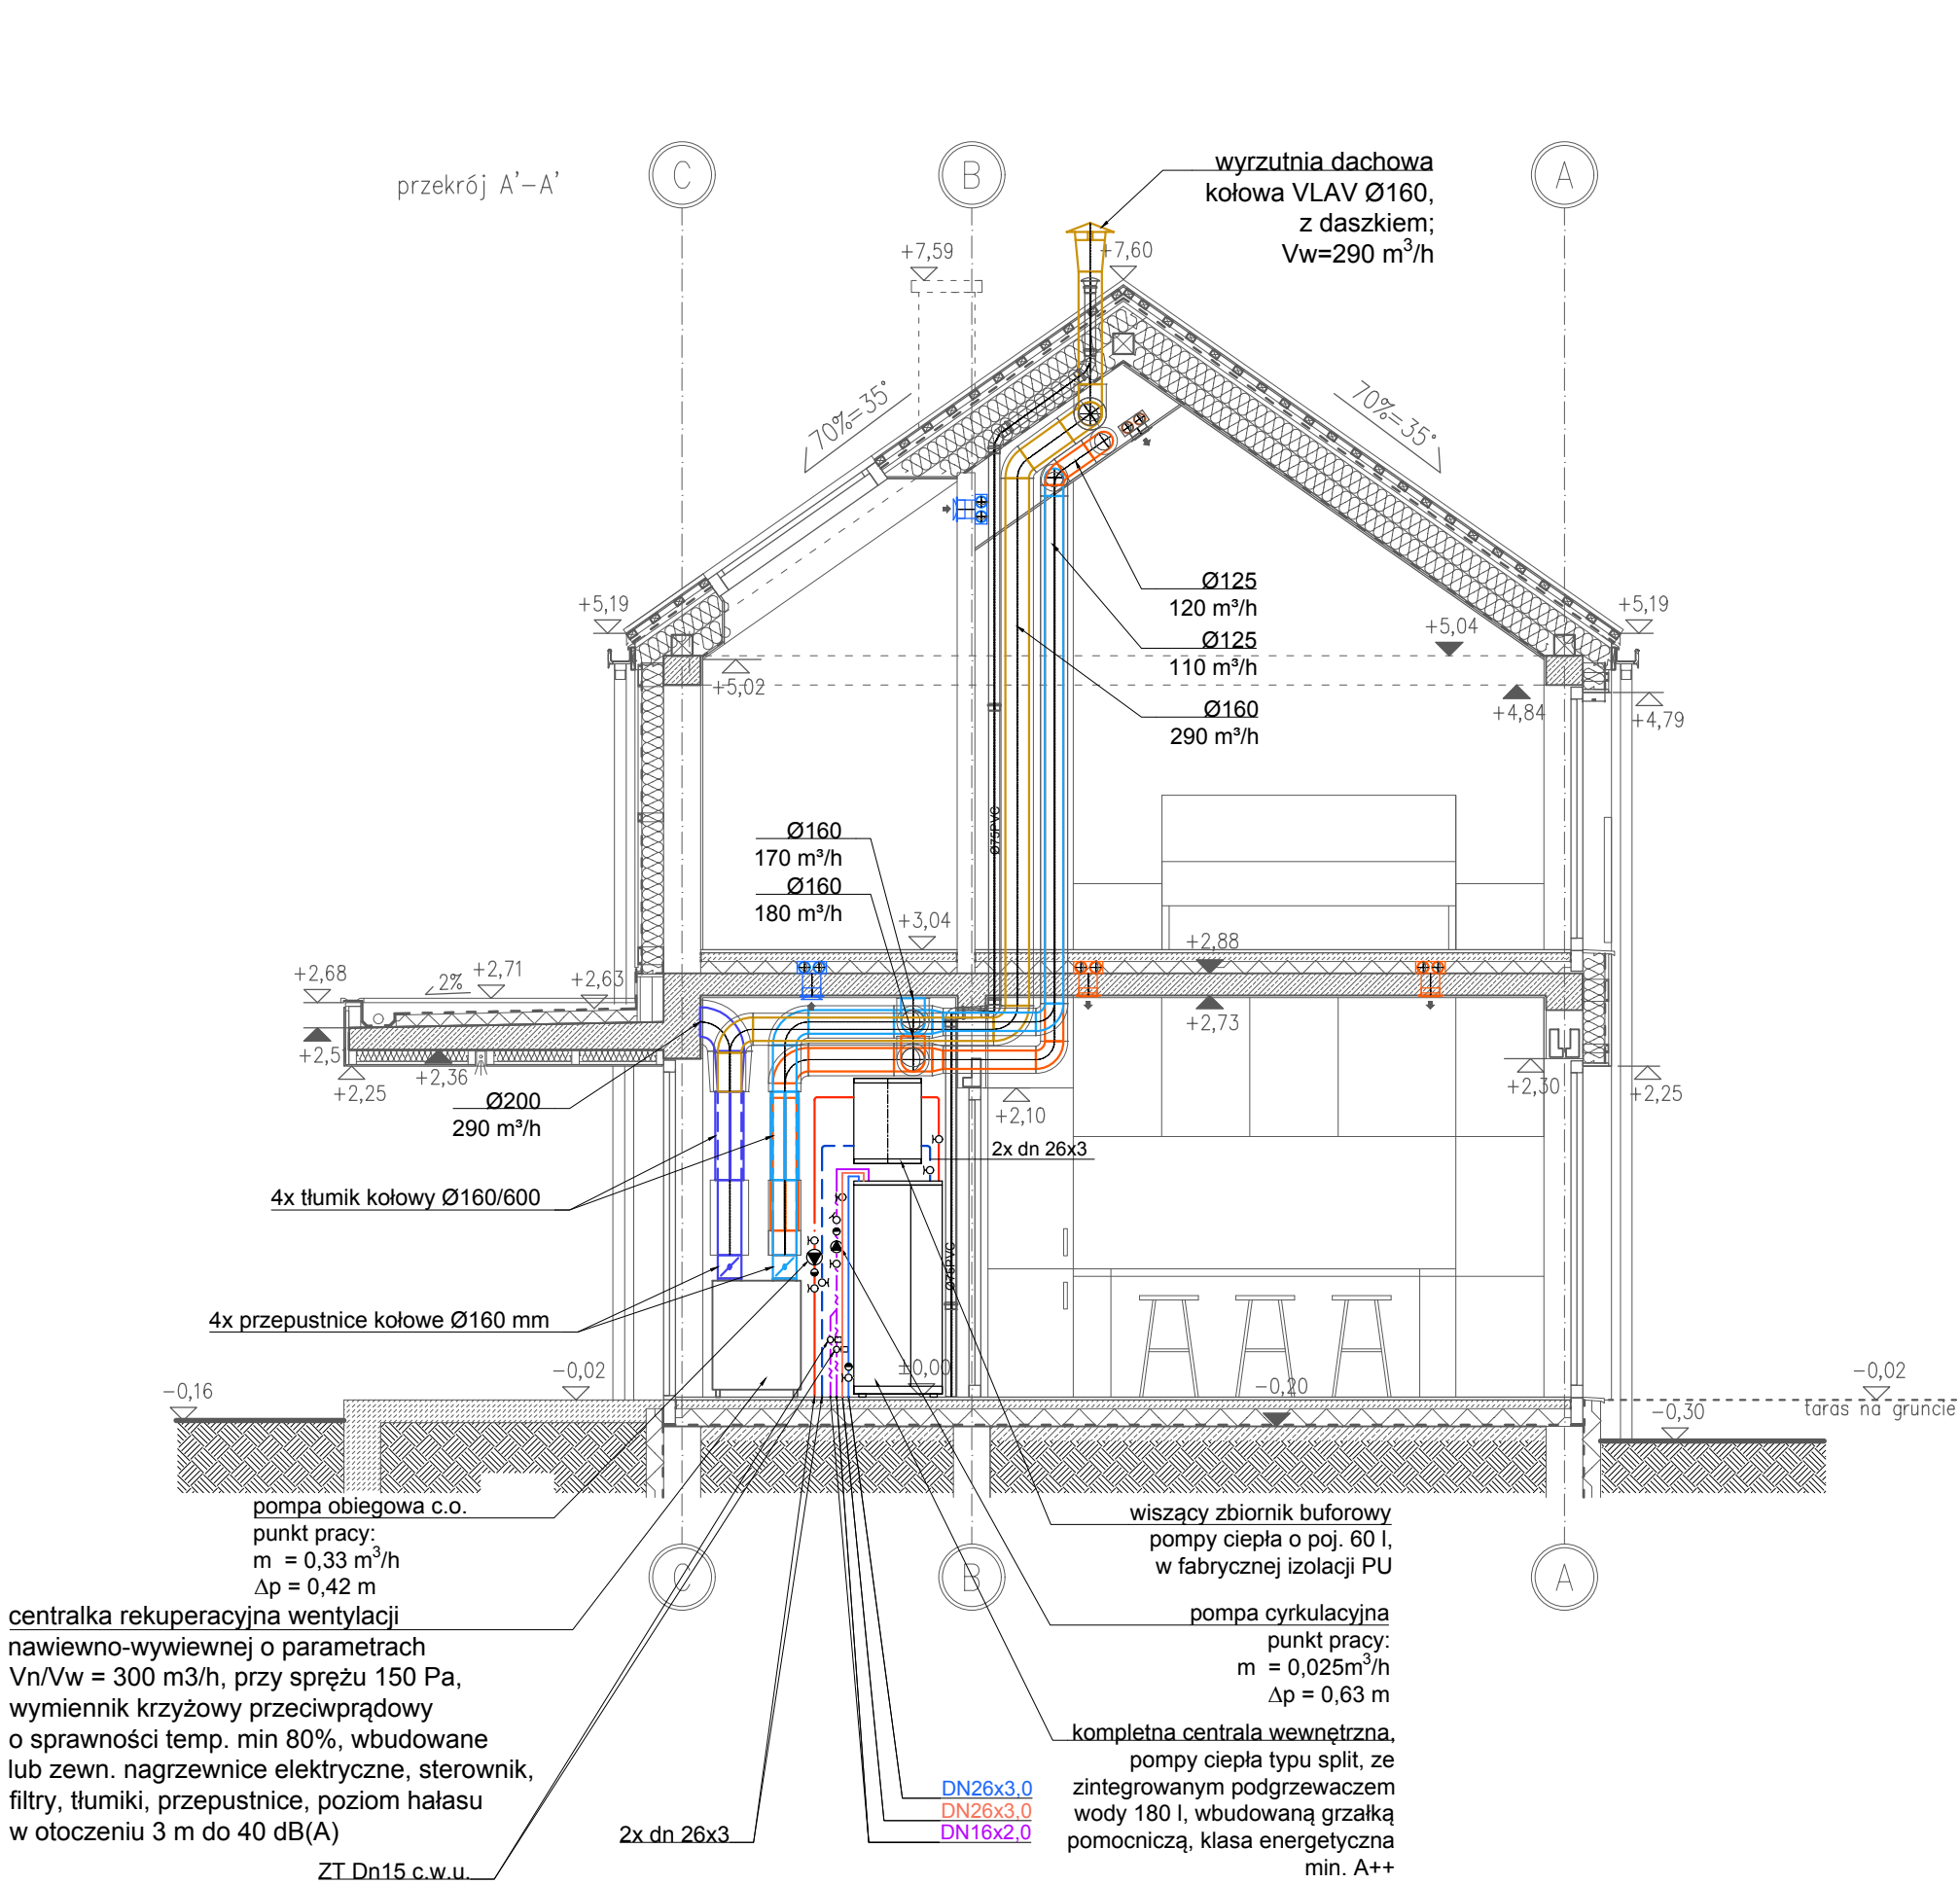 przekrój A'-A'
C
B
A
wyrzutnia dachowa
kołowa VLAV Ø160,
z daszkiem;
Vw=290 m³/h
+7,59
+7,60
70%=35°
70%=35°
Ø125
120 m³/h
Ø125
110 m³/h
Ø160
290 m³/h
+5,19
+5,19
+5,04
+5,02
+4,84
+4,79
Ø75PVC
Ø160
170 m³/h
Ø160
180 m³/h
+3,04
+2,88
+2,68
2%
+2,71
+2,63
+2,73
+2,5
+2,36
+2,25
+2,30
+2,25
+2,10
Ø200
290 m³/h
2x dn 26x3
4x tłumik kołowy Ø160/600
Ø75PVC
4x przepustnice kołowe Ø160 mm
-0,16
-0,02
±0,00
-0,20
-0,02
-0,30
taras na gruncie
pompa obiegowa c.o.
punkt pracy:
m = 0,33 m³/h
Δp = 0,42 m
C
B
A
wiszący zbiornik buforowy
pompy ciepła o poj. 60 l,
w fabrycznej izolacji PU
centralka rekuperacyjna wentylacji
nawiewno-wywiewnej o parametrach
Vn/Vw = 300 m3/h, przy sprężu 150 Pa,
wymiennik krzyżowy przeciwprądowy
o sprawności temp. min 80%, wbudowane
lub zewn. nagrzewnice elektryczne, sterownik,
filtry, tłumiki, przepustnice, poziom hałasu
w otoczeniu 3 m do 40 dB(A)
pompa cyrkulacyjna
punkt pracy:
m = 0,025m³/h
Δp = 0,63 m
kompletna centrala wewnętrzna,
pompy ciepła typu split, ze
zintegrowanym podgrzewaczem
wody 180 l, wbudowaną grzałką
pomocniczą, klasa energetyczna
min. A++
DN26x3,0
DN26x3,0
DN16x2,0
2x dn 26x3
ZT Dn15 c.w.u.